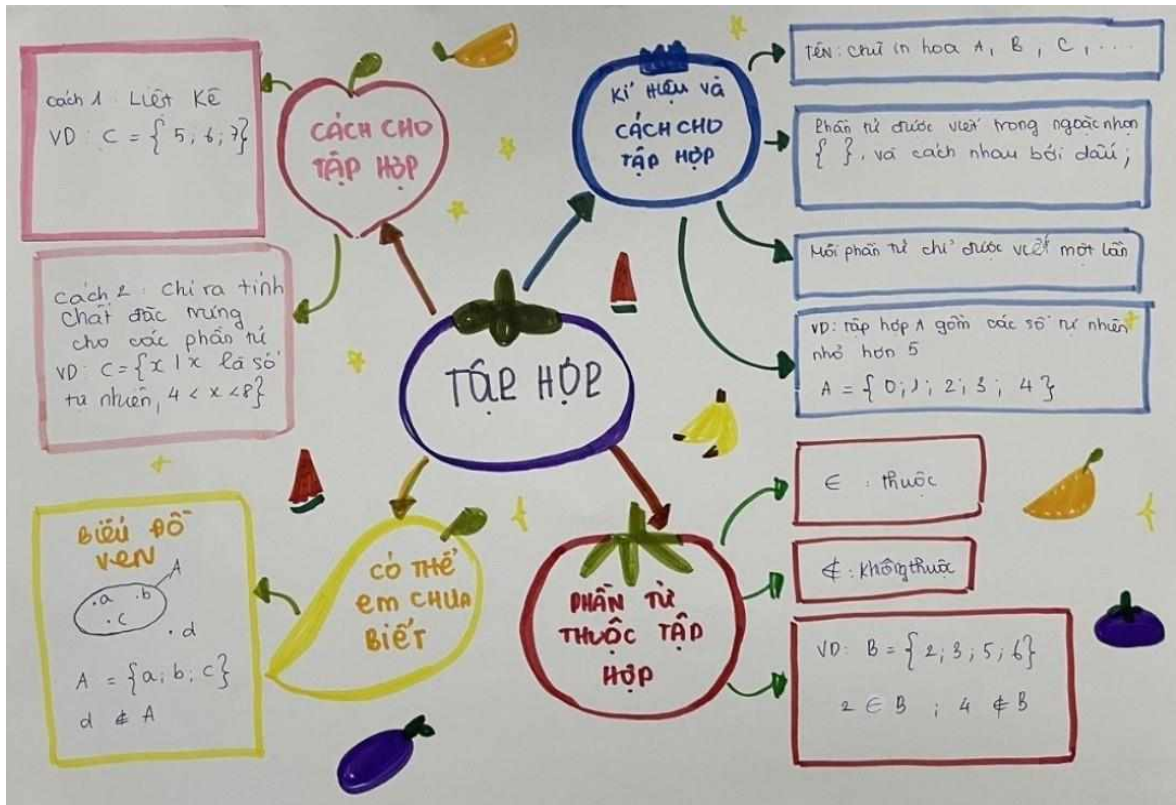 TẬP HỢP
CÁCH CHO
TẬP HỢP
cách 1 : Liệt Kê
VD : C = { 5 ; 6 ; 7 }
cách 2 : Chỉ ra tính
chất đặc trưng
cho các phần tử
VD : C = { x | x là số
tự nhiên, 4 < x < 8 }
Kí HIỆU VÀ
CÁCH CHO
TẬP HỢP
TÊN : chữ in hoa A, B, C, ...
Phần tử được viết trong ngoặc nhọn
{ }, và cách nhau bởi dấu ;
Mỗi phần tử chỉ được viết một lần
VD : tập hợp A gồm các số tự nhiên
nhỏ hơn 5
A = { 0 ; 1 ; 2 ; 3 ; 4 }
CÓ THỂ
em CHƯA
BIẾT
BIỂU ĐỒ
VEN
A
.a .b
.c
.d
A = { a ; b ; c }
d ∉ A
PHẦN TỬ
THUỘC TẬP
HỢP
∈ : thuộc
∉ : không thuộc
VD : B = { 2 ; 3 ; 5 ; 6 }
2 ∈ B ; 4 ∉ B